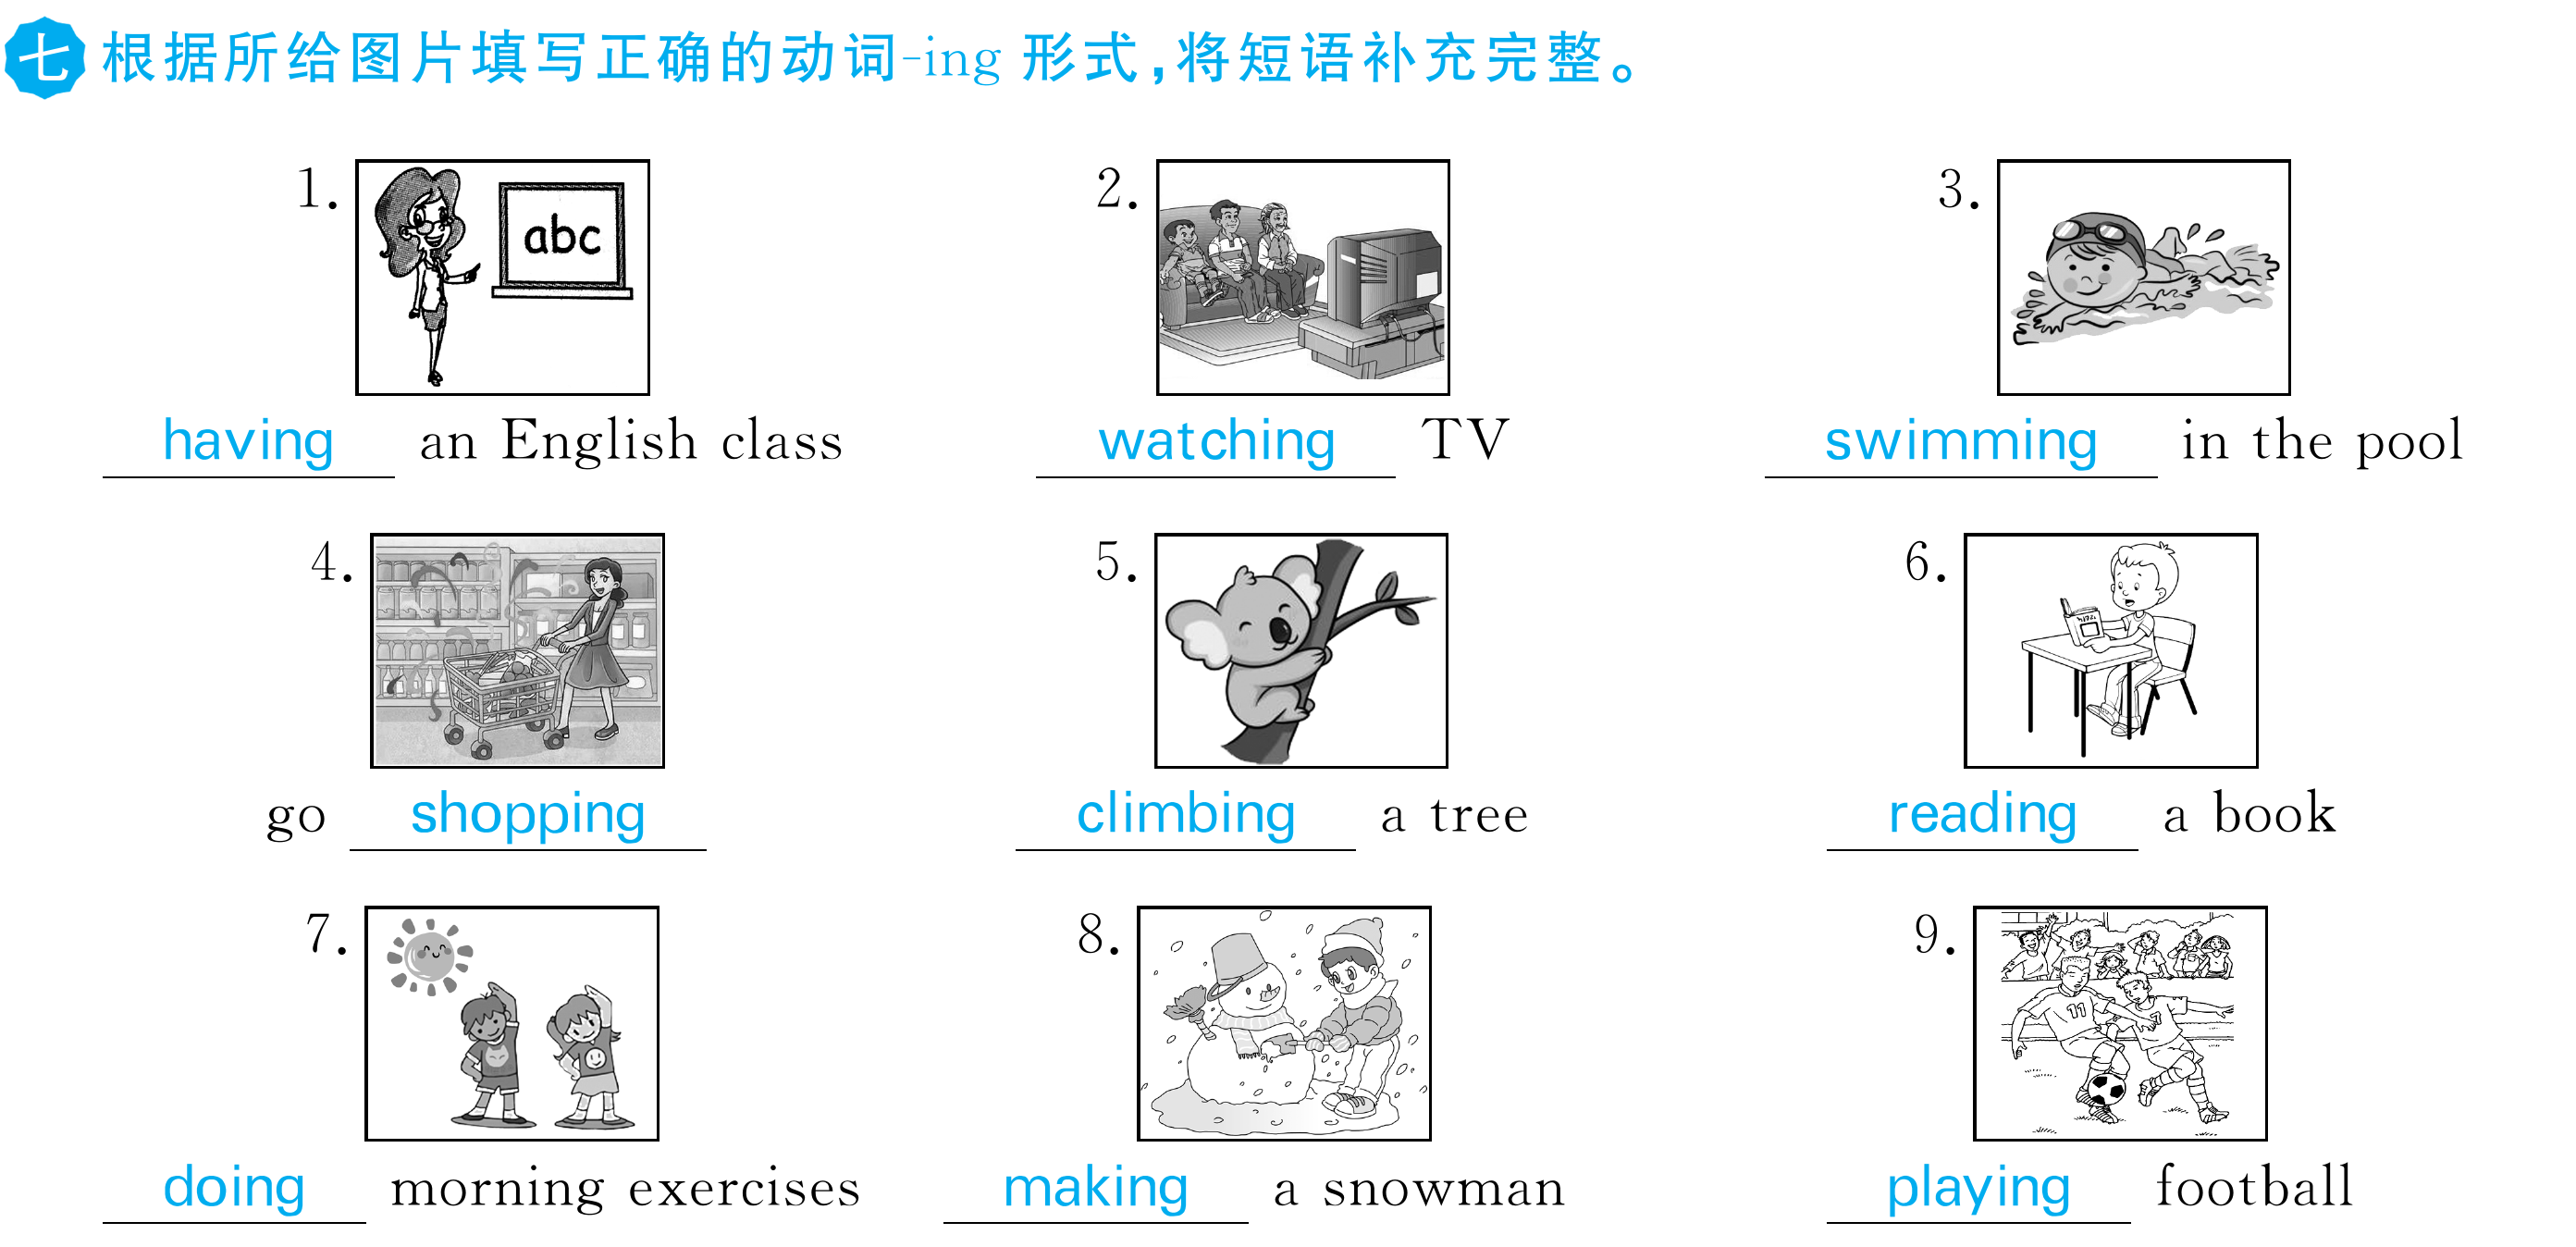 七 根据所给图片填写正确的动词-ing 形式,将短语补充完整。
1. abc 2. 3.
having an English class watching TV swimming in the pool
4. 5. 6.
go shopping climbing a tree reading a book
7. 8. 9. 11 7
doing morning exercises making a snowman playing football